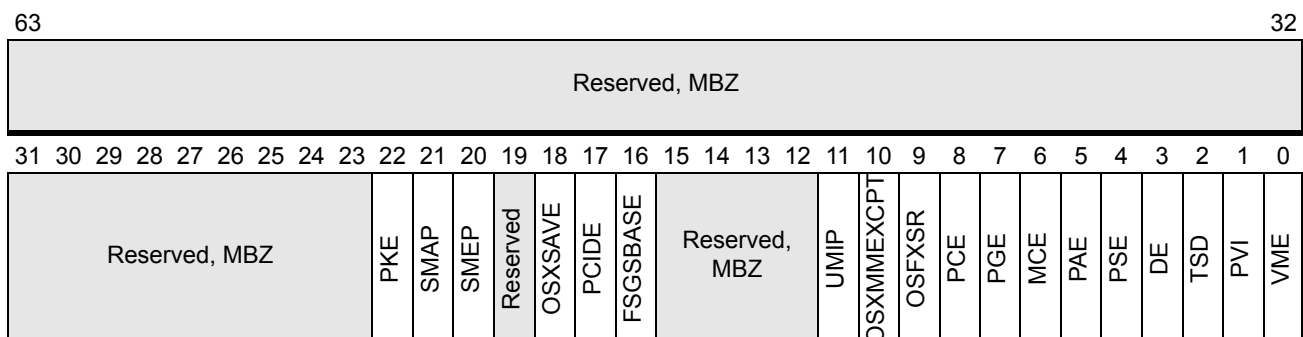 63 32
Reserved, MBZ
31 30 29 28 27 26 25 24 23 22 21 20 19 18 17 16 15 14 13 12 11 10 9 8 7 6 5 4 3 2 1 0
Reserved, MBZ
PKE
SMAP
SMEP
Reserved
OSXSAVE
PCIDE
FSGSBASE
Reserved,
MBZ
UMIP
OSXMMEXCPT
OSFXSR
PCE
PGE
MCE
PAE
PSE
DE
TSD
PVI
VME